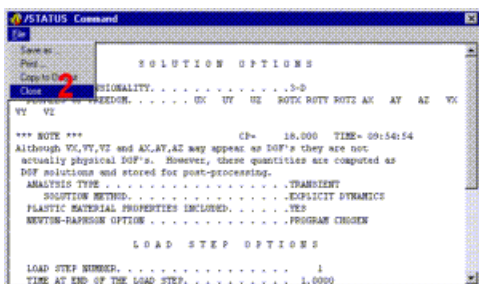 /STATUS Command
File
Save as ...
Print ...
Copy to
Close
2
S O L U T I O N   O P T I O N S
. . . . . . . . . . . .3-D
. . . . . . UX   UY   UZ   ROTX ROTY ROTZ AX   AY   AZ   VX
VY   VZ
*** NOTE ***                            CP=      18.000   TIME= 09:54:54
Although VX,VY,VZ and AX,AY,AZ may appear as DOF's they are not
actually physical DOF's.  However, these quantities are computed as
DOF solutions and stored for post-processing.
ANALYSIS TYPE . . . . . . . . . . . . . . . . .TRANSIENT
SOLUTION METHOD. . . . . . . . . . . . . . .EXPLICIT DYNAMICS
PLASTIC MATERIAL PROPERTIES INCLUDED. . . . . .YES
NEWTON-RAPHSON OPTION . . . . . . . . . . . . .PROGRAM CHOSEN
L O A D   S T E P   O P T I O N S
LOAD STEP NUMBER. . . . . . . . . . . . . . . .     1
TIME AT END OF THE LOAD STEP. . . . . . . . . .  1.0000